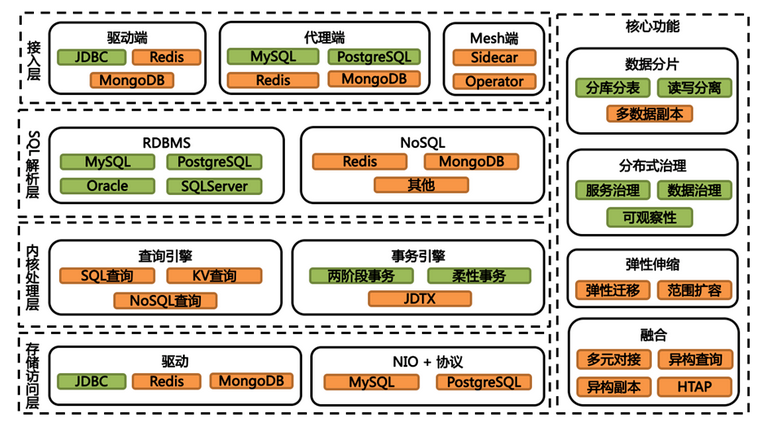 接入层
驱动端
JDBC
Redis
MongoDB
代理端
MySQL
PostgreSQL
Redis
MongoDB
Mesh端
Sidecar
Operator
SQL解析层
RDBMS
MySQL
PostgreSQL
Oracle
SQLServer
NoSQL
Redis
MongoDB
其他
内核处理层
查询引擎
SQL查询
KV查询
NoSQL查询
事务引擎
两阶段事务
柔性事务
JDTX
存储访问层
驱动
JDBC
Redis
MongoDB
NIO + 协议
MySQL
PostgreSQL
核心功能
数据分片
分库分表
读写分离
多数据副本
分布式治理
服务治理
数据治理
可观察性
弹性伸缩
弹性迁移
范围扩容
融合
多元对接
异构查询
异构副本
HTAP